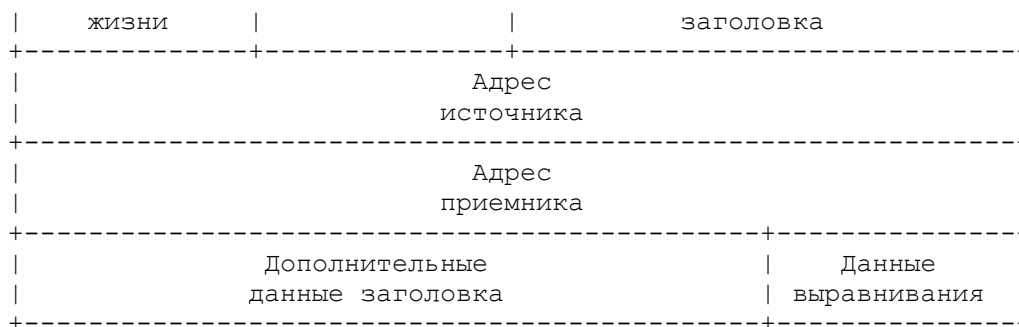 жизни заголовка
Адрес
источника
Адрес
приемника
Дополнительные Данные
данные заголовка выравнивания